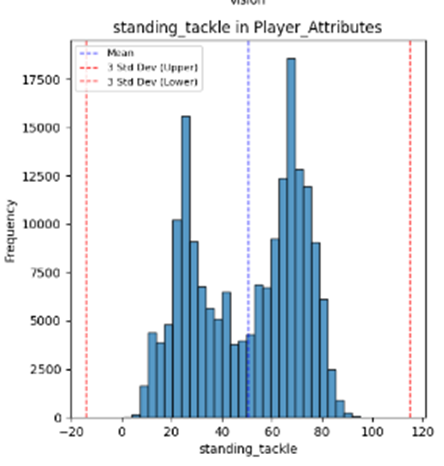 vision
standing_tackle in Player_Attributes
Mean
3 Std Dev (Upper)
3 Std Dev (Lower)
17500
15000
12500
10000
7500
5000
2500
0
Frequency
−20 0 20 40 60 80 100 120
standing_tackle